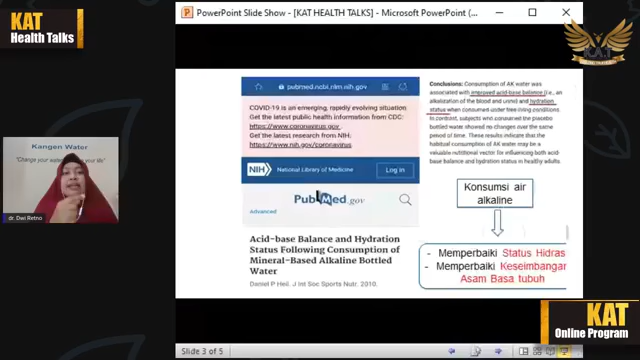 KAT
Health Talks
PowerPoint Slide Show - [KAT HEALTH TALKS] - Microsoft PowerPoint (...
K.A.T
pubmed.ncbi.nlm.nih.gov
COVID-19 is an emerging, rapidly evolving situation
Get the latest public health information from CDC:
https://www.coronavirus.gov
Get the latest research from NIH:
https://www.nih.gov/coronavirus
NIH National Library of Medicine
Log in
PubMed.gov
Advanced
Acid-base Balance and Hydration
Status Following Consumption of
Mineral-Based Alkaline Bottled
Water
Daniel P Heil. J Int Soc Sports Nutr. 2010.
Conclusions: Consumption of AK water was
associated with improved acid-base balance (i.e.,
an alkalization of the blood and urine) and hydration
status when consumed under free-living conditions.
In contrast, subjects who consumed the placebo
bottled water showed no changes over the same
period of time. These results indicate that the
habitual consumption of AK water may be a
valuable nutritional vector for influencing both acid-
base balance and hydration status in healthy adults.
Konsumsi air
alkaline
- Memperbaiki Status Hidras
- Memperbaiki Keseimbangar
Asam Basa tubuh
Kangen Water
dr. Dwi Retno
KAT
Online Program
Slide 3 of 5